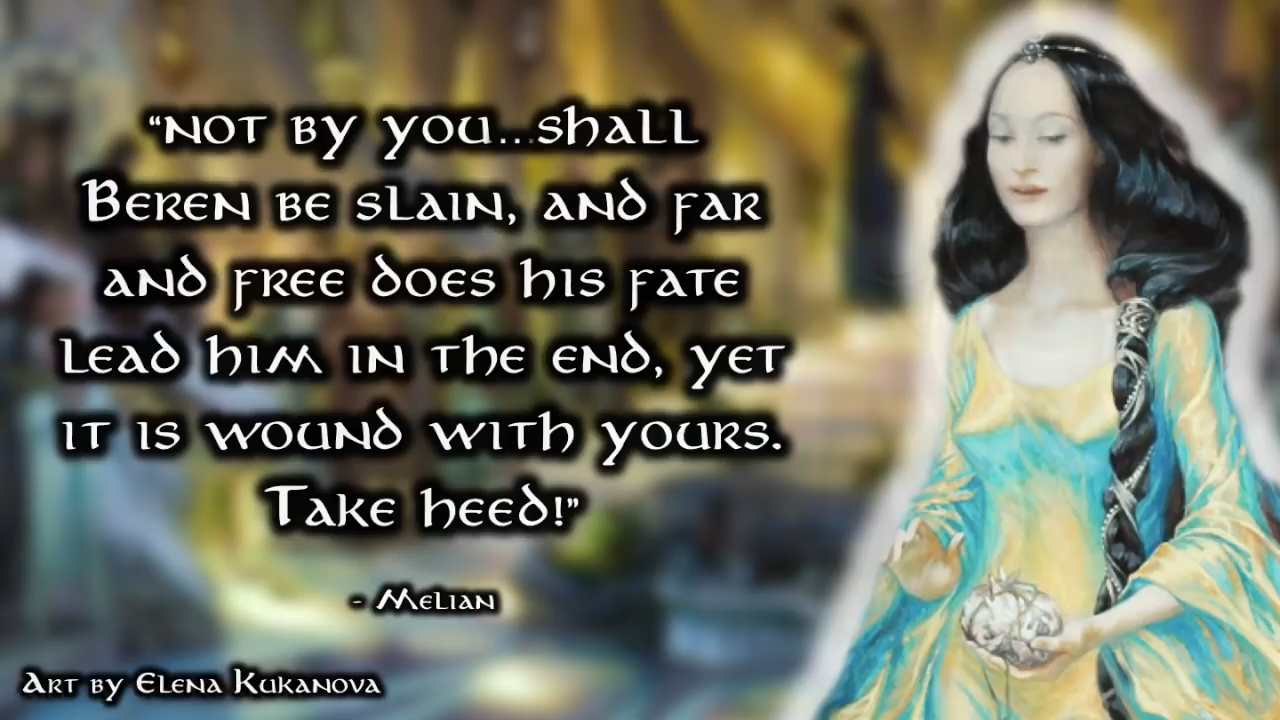 “not by you...shall
Beren be slain, and far
and free does his fate
lead him in the end, yet
it is wound with yours.
Take heed!”
- Melian
Art by Elena Kukanova